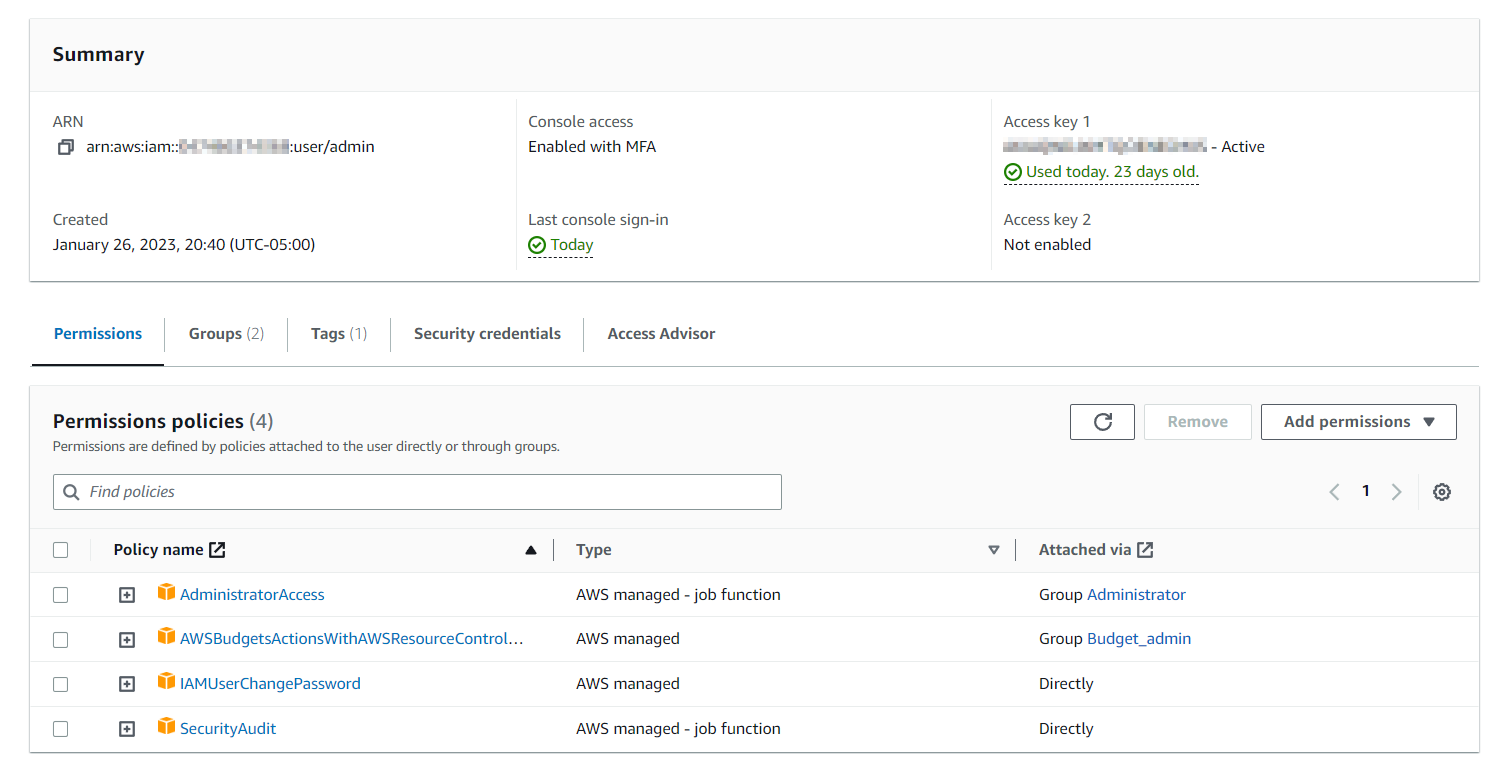 Summary
ARN
arn:aws:iam:::user/admin
Console access
Enabled with MFA
Access key 1
- Active
Used today. 23 days old.
Created
January 26, 2023, 20:40 (UTC-05:00)
Last console sign-in
Today
Access key 2
Not enabled
Permissions
Groups (2)
Tags (1)
Security credentials
Access Advisor
Permissions policies (4)
Permissions are defined by policies attached to the user directly or through groups.
Remove
Add permissions
Find policies
1
Policy name Type Attached via
AdministratorAccess AWS managed - job function Group Administrator
AWSBudgetsActionsWithAWSResourceControl... AWS managed Group Budget_admin
IAMUserChangePassword AWS managed Directly
SecurityAudit AWS managed - job function Directly